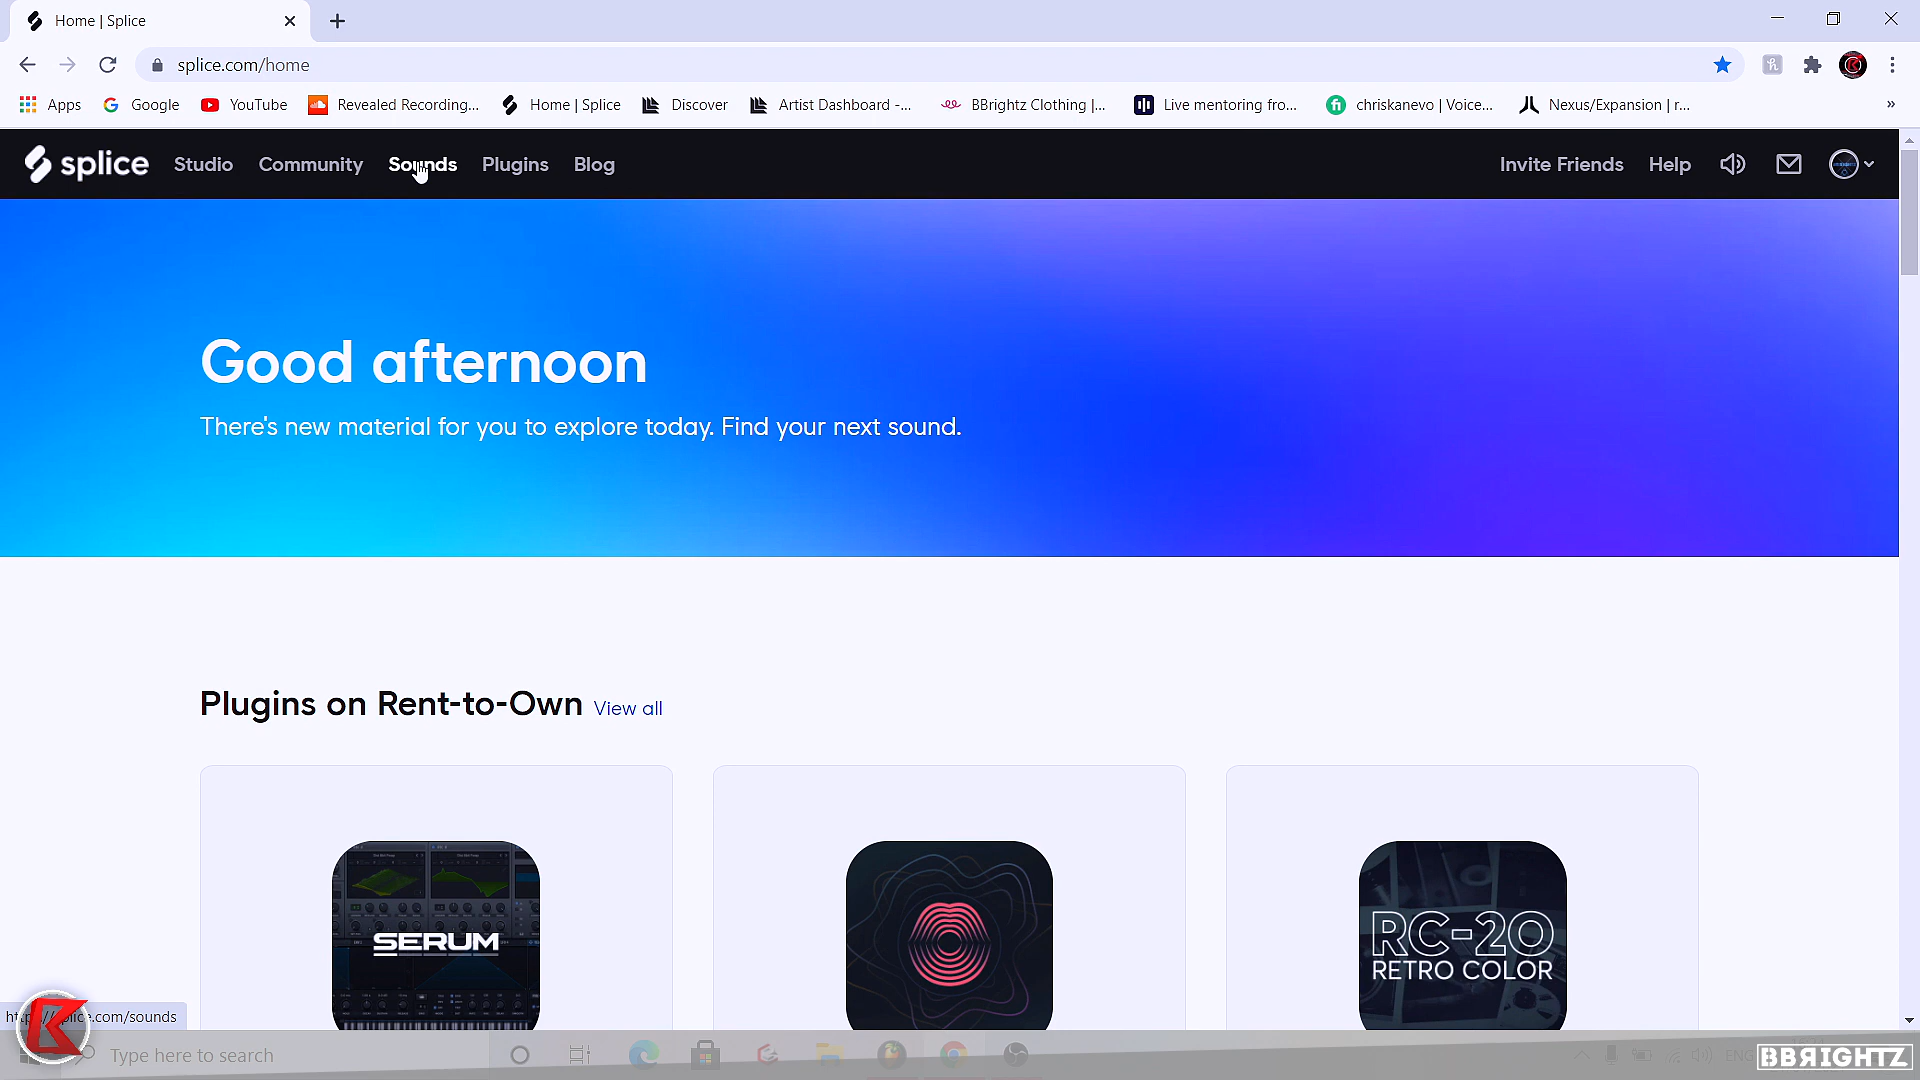 Home | Splice
splice.com/home
Apps
Google
YouTube
Revealed Recording...
Home | Splice
Discover
Artist Dashboard -...
BBrightz Clothing |...
Live mentoring fro...
chriskanevo | Voice...
Nexus/Expansion | r...
»
splice
Studio
Community
Sounds
Plugins
Blog
Invite Friends
Help
Good afternoon
There's new material for you to explore today. Find your next sound.
Plugins on Rent-to-Own View all
SERUM
RC-20
RETRO COLOR
splice.com/sounds
Type here to search
ENG
BBRIGHTZ